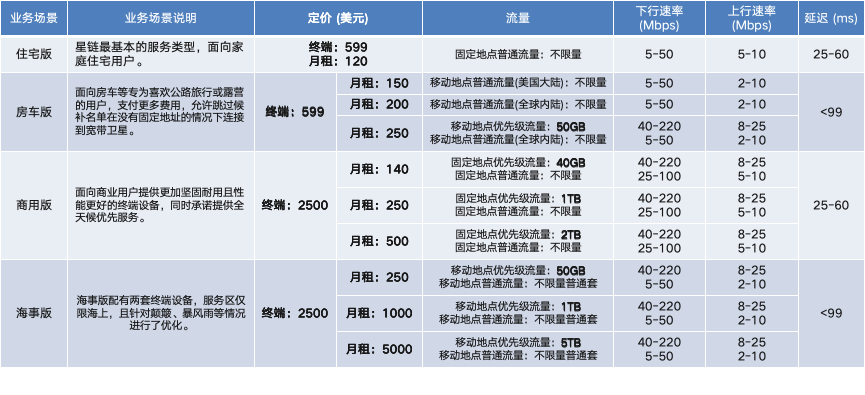 业务场景
业务场景说明
定价 (美元)
流量
下行速率
(Mbps)
上行速率
(Mbps)
延迟 (ms)
住宅版
星链最基本的服务类型，面向家
庭住宅用户。
终端：599
月租：120
固定地点普通流量：不限量
5-50
5-10
25-60
房车版
面向房车等专为喜欢公路旅行或露营
的用户，支付更多费用，允许跳过候
补名单在没有固定地址的情况下连接
到宽带卫星。
终端：599
月租：150
移动地点普通流量(美国大陆)：不限量
5-50
2-10
月租：200
移动地点普通流量(全球内陆)：不限量
5-50
2-10
月租：250
移动地点优先级流量：50GB
移动地点普通流量(全球内陆)：不限量
40-220
5-50
8-25
2-10
<99
商用版
面向商业用户提供更加坚固耐用且性
能更好的终端设备，同时承诺提供全
天候优先服务。
终端：2500
月租：140
固定地点优先级流量：40GB
固定地点普通流量：不限量
40-220
25-100
8-25
5-10
月租：250
固定地点优先级流量：1TB
固定地点普通流量：不限量
40-220
25-100
8-25
5-10
月租：500
固定地点优先级流量：2TB
固定地点普通流量：不限量
40-220
25-100
8-25
5-10
25-60
海事版
海事版配有两套终端设备，服务区仅
限海上，且针对颠簸、暴风雨等情况
进行了优化。
终端：2500
月租：250
移动地点优先级流量：50GB
移动地点普通流量：不限量普通套
40-220
5-50
8-25
2-10
月租：1000
移动地点优先级流量：1TB
移动地点普通流量：不限量普通套
40-220
5-50
8-25
2-10
月租：5000
移动地点优先级流量：5TB
移动地点普通流量：不限量普通套
40-220
5-50
8-25
2-10
<99